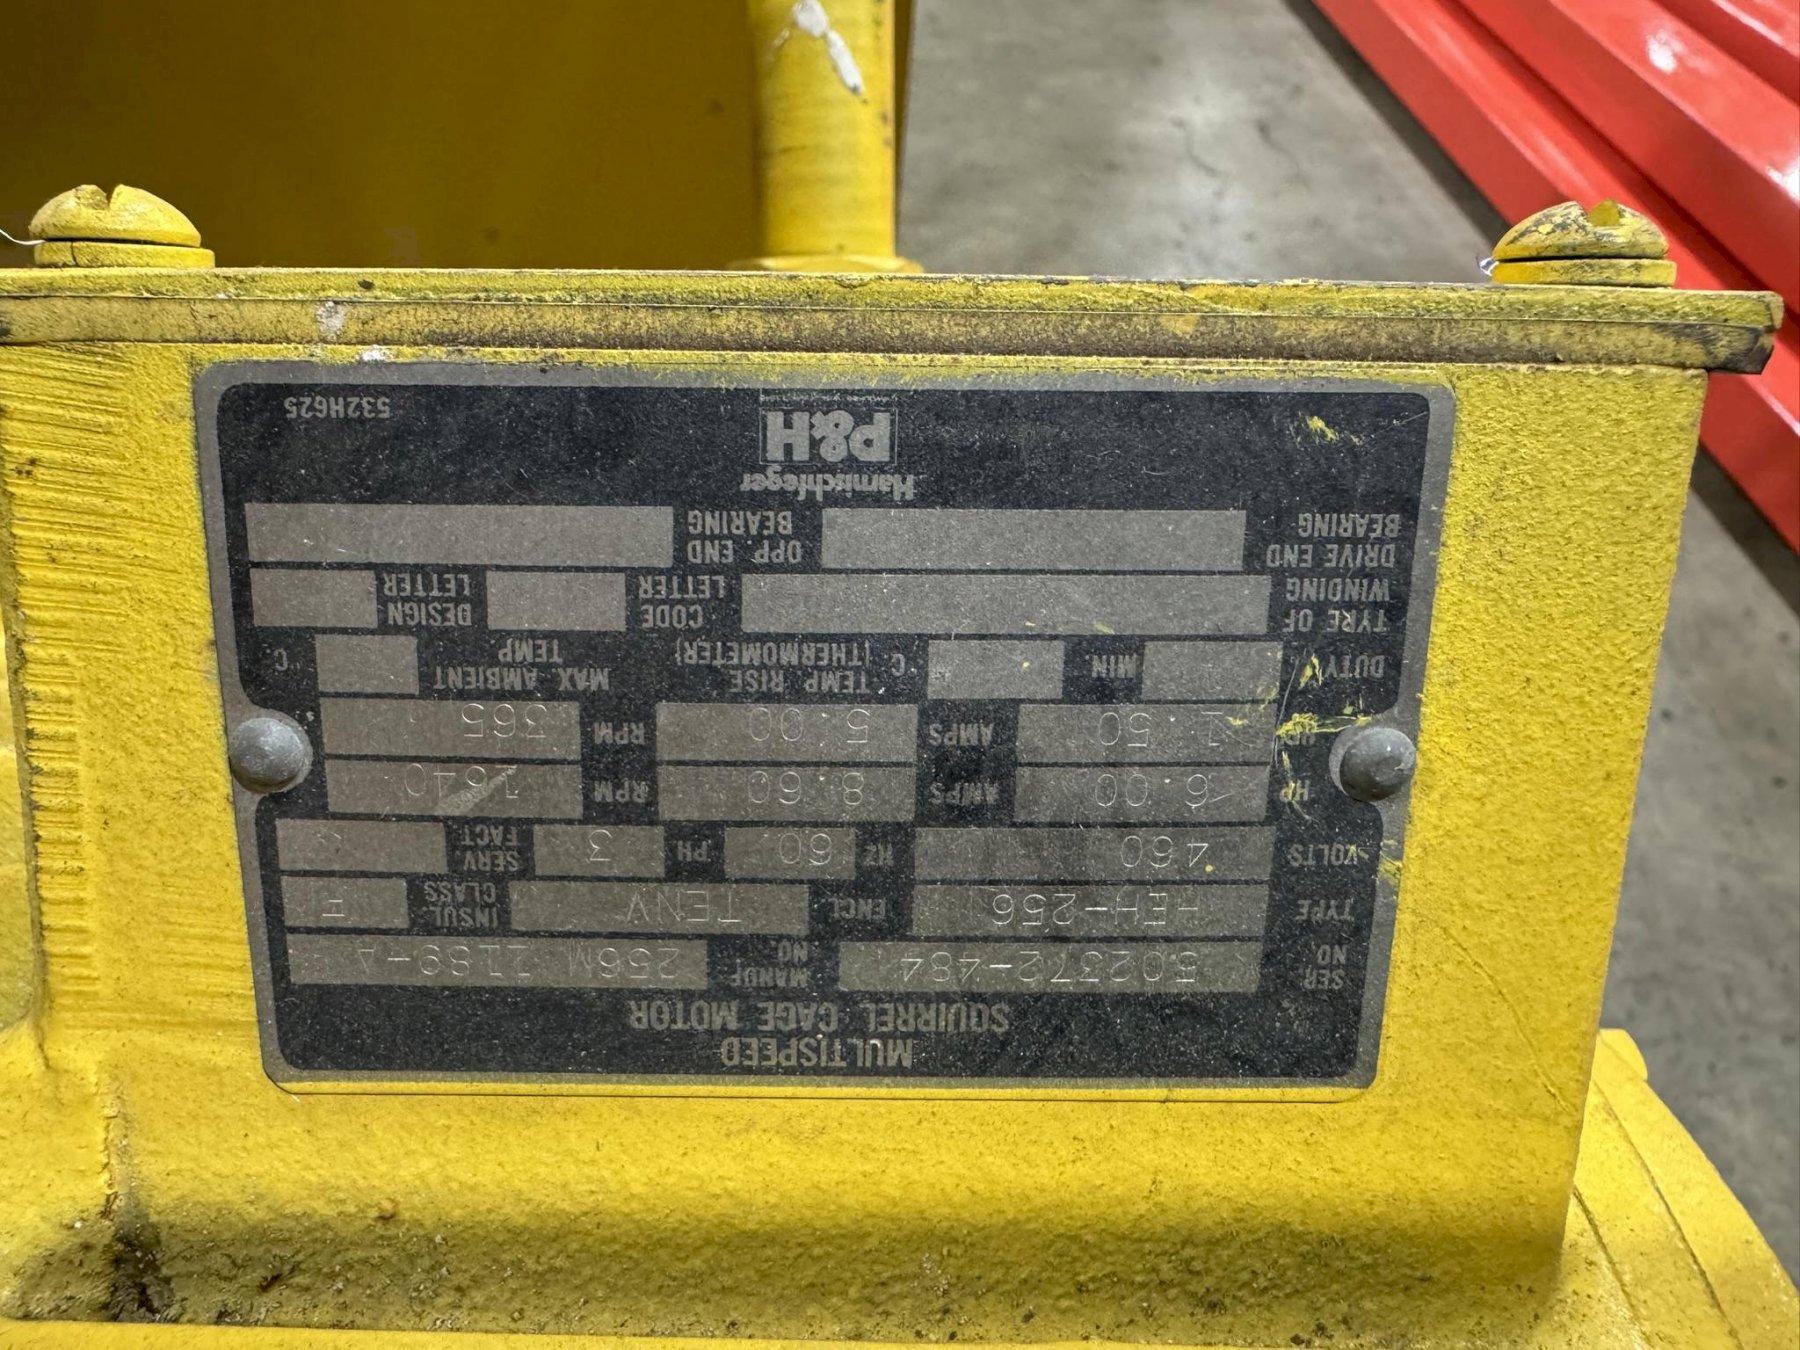 MULTISPEED
SQUIRREL CAGE MOTOR
SER. NO. 502372-484 MANUF NO. 256M 1189-A
TYPE HEH-256 ENCL. TENV INSUL. CLASS F
VOLTS 460 HZ 60 PH 3 SERV. FACT.
HP 6.00 AMPS 8.60 RPM 1640
HP 1.50 AMPS 5.00 RPM 365
DUTY MIN. C. TEMP RISE (THERMOMETER) MAX. AMBIENT TEMP C.
TYRE OF WINDING CODE LETTER DESIGN LETTER
DRIVE END BEARING OPP. END BEARING
Harnischfeger
P&H
532H625